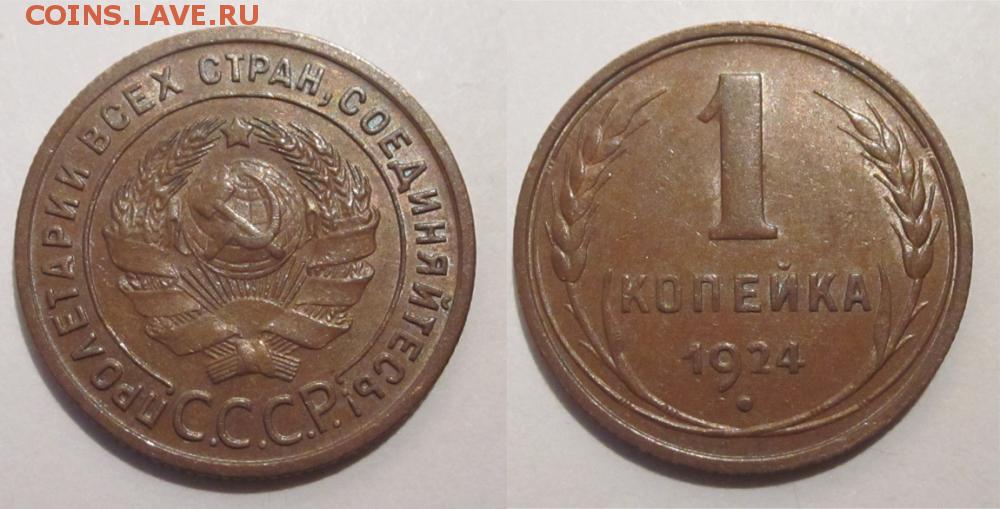 COINS.LAVE.RU
ПРОЛЕТАРИИ ВСЕХ СТРАН, СОЕДИНЯЙТЕСЬ!
С.С.С.Р.
1
КОПЕЙКА
1924